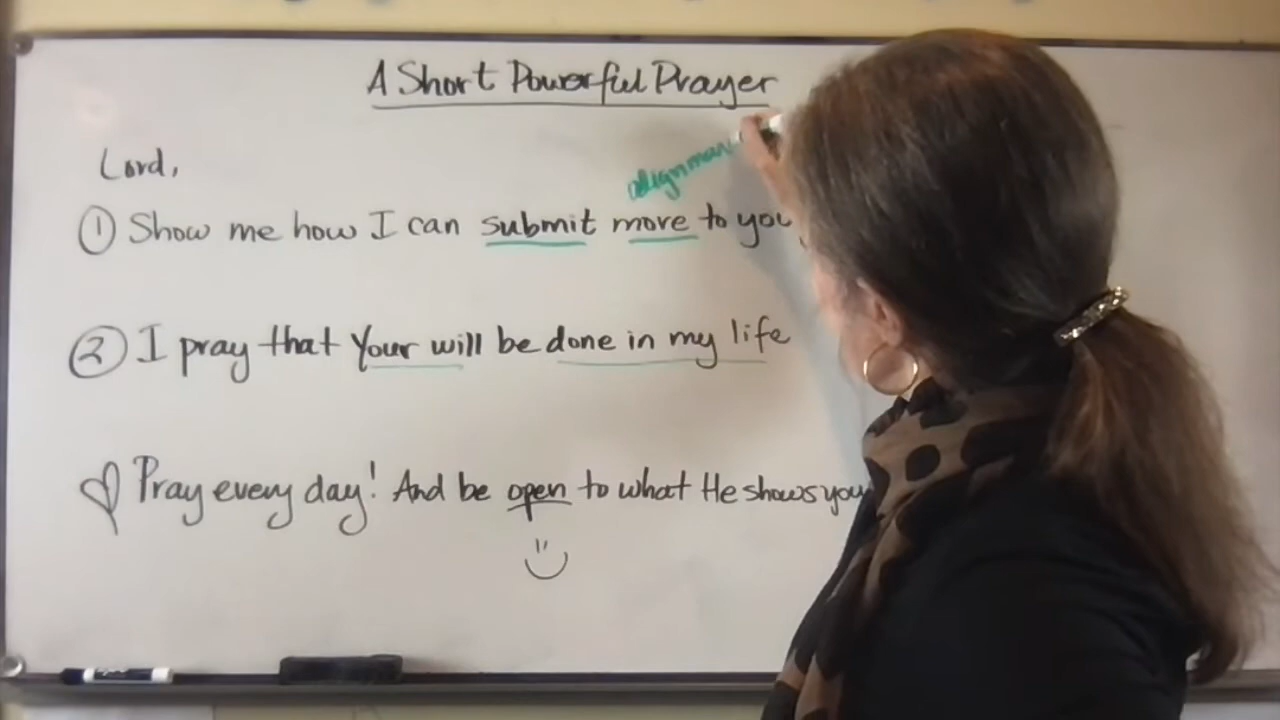 A Short Powerful Prayer
Lord,
alignman
① Show me how I can submit more to you
② I pray that Your will be done in my life
Pray every day! And be open to what He shows you